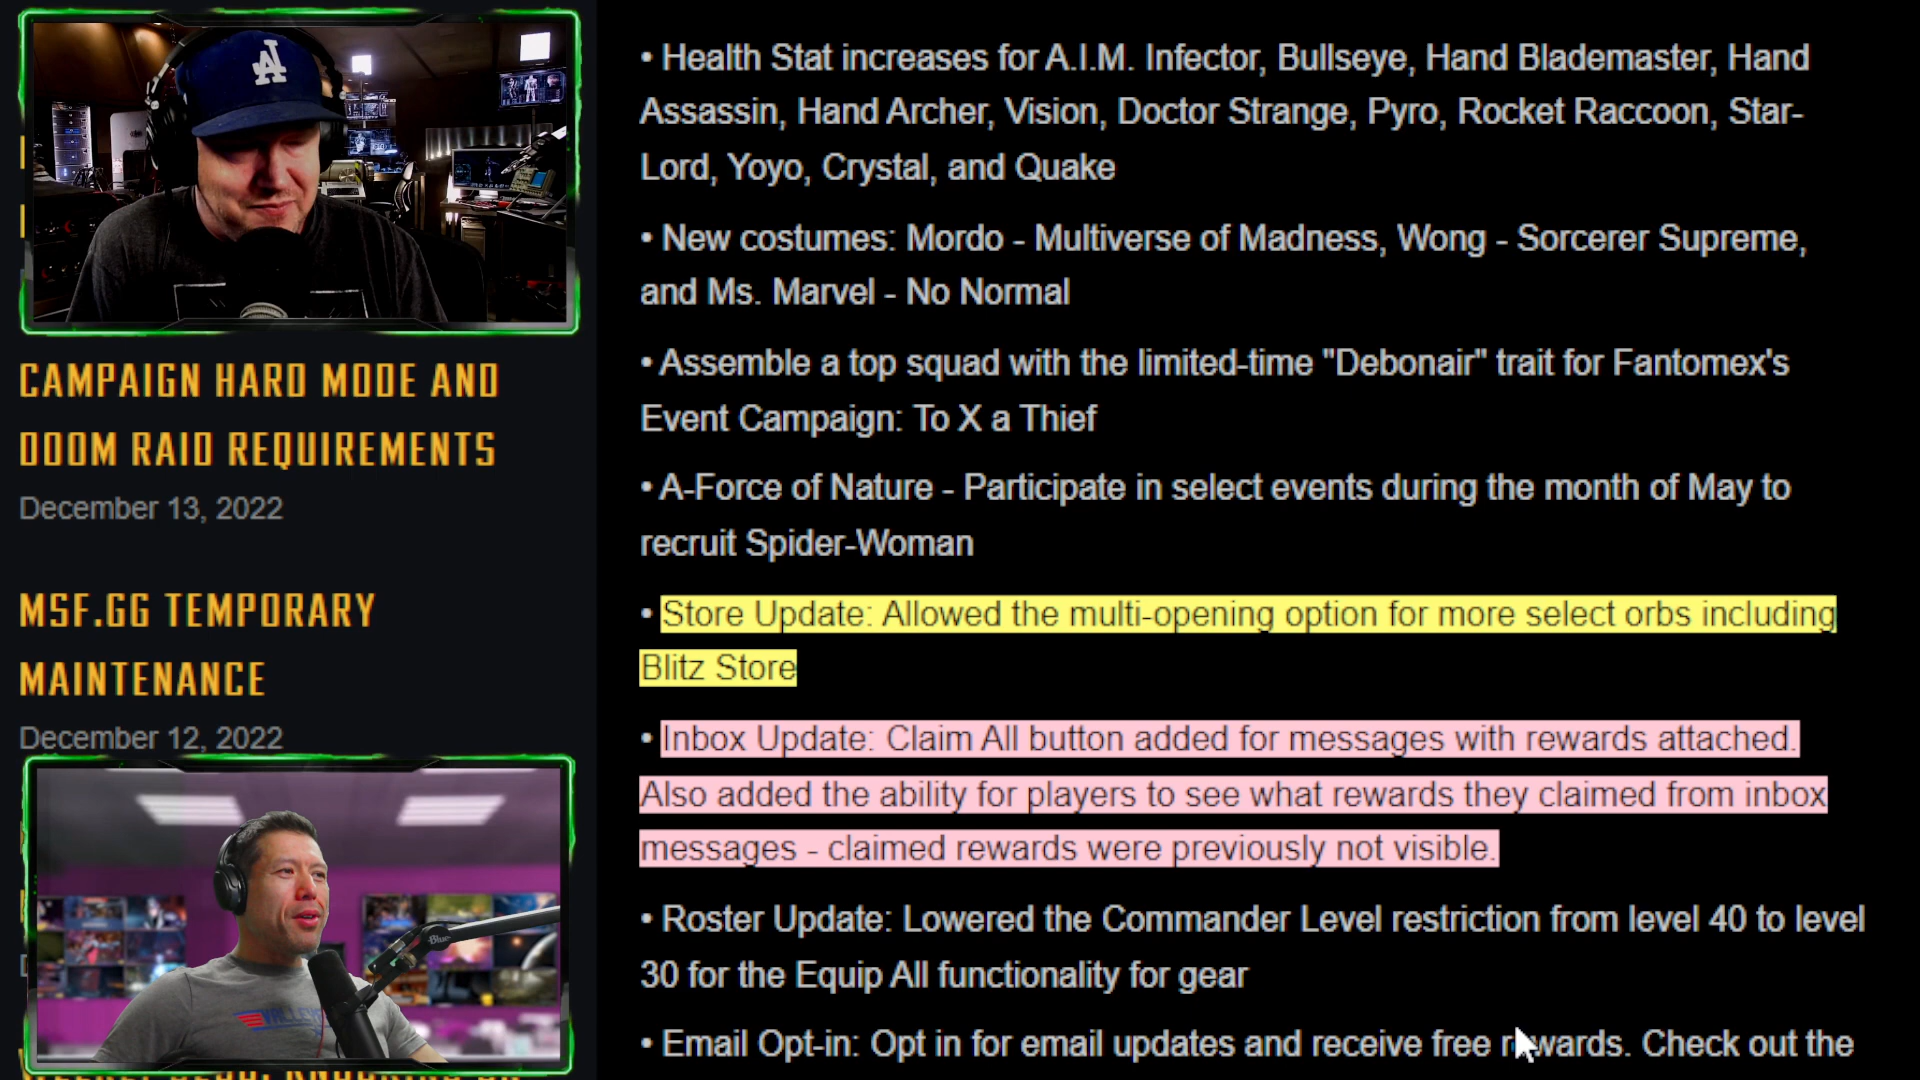 CAMPAIGN HARD MODE AND
DOOM RAID REQUIREMENTS
December 13, 2022
MSF.GG TEMPORARY
MAINTENANCE
December 12, 2022
• Health Stat increases for A.I.M. Infector, Bullseye, Hand Blademaster, Hand
Assassin, Hand Archer, Vision, Doctor Strange, Pyro, Rocket Raccoon, Star-
Lord, Yoyo, Crystal, and Quake
• New costumes: Mordo - Multiverse of Madness, Wong - Sorcerer Supreme,
and Ms. Marvel - No Normal
• Assemble a top squad with the limited-time "Debonair" trait for Fantomex's
Event Campaign: To X a Thief
• A-Force of Nature - Participate in select events during the month of May to
recruit Spider-Woman
• Store Update: Allowed the multi-opening option for more select orbs including
Blitz Store
• Inbox Update: Claim All button added for messages with rewards attached.
Also added the ability for players to see what rewards they claimed from inbox
messages - claimed rewards were previously not visible.
• Roster Update: Lowered the Commander Level restriction from level 40 to level
30 for the Equip All functionality for gear
• Email Opt-in: Opt in for email updates and receive free rewards. Check out the